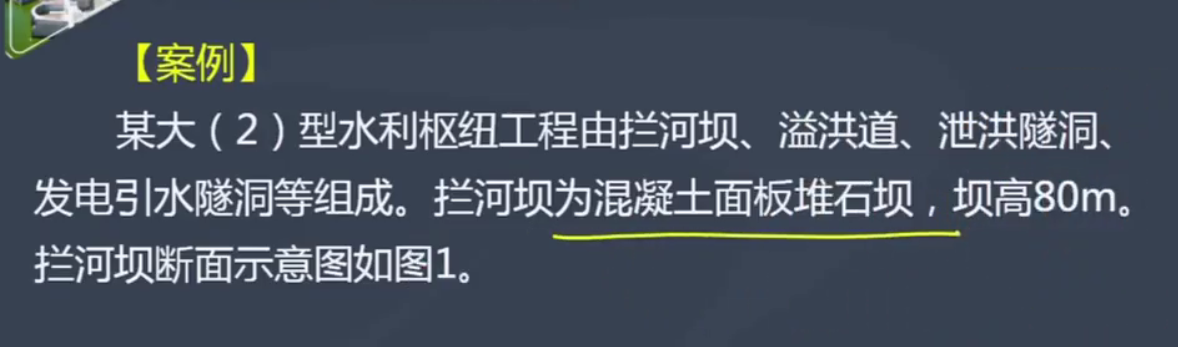 【案例】
某大（2）型水利枢纽工程由拦河坝、溢洪道、泄洪隧洞、
发电引水隧洞等组成。拦河坝为混凝土面板堆石坝，坝高80m。
拦河坝断面示意图如图1。